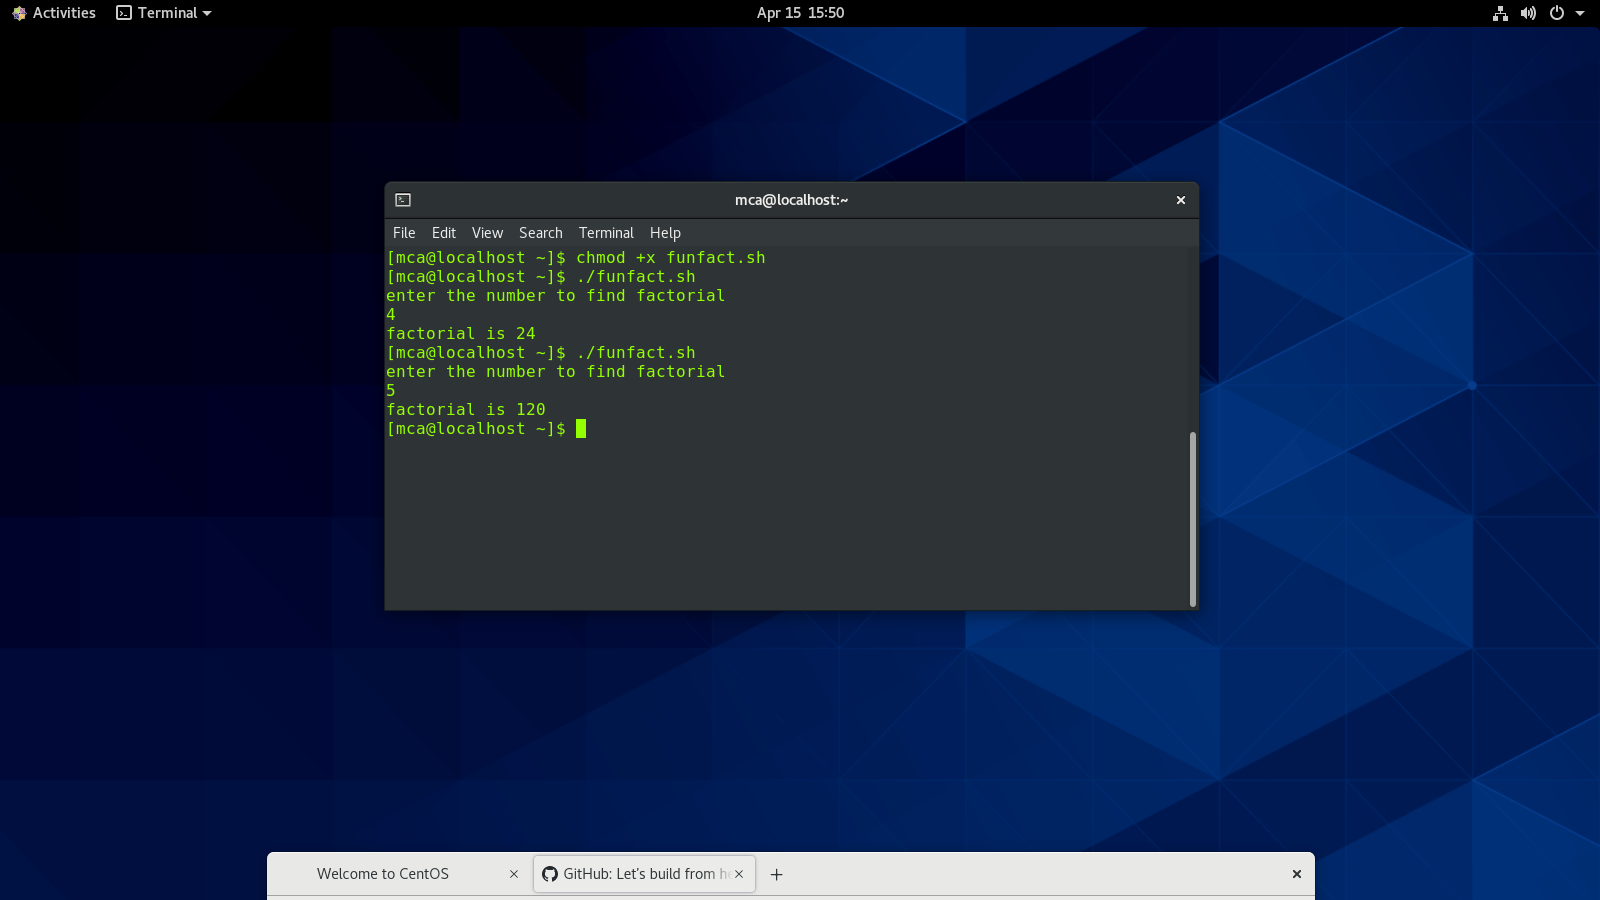 Activities Terminal Apr 15 15:50
mca@localhost:~
File Edit View Search Terminal Help
[mca@localhost ~]$ chmod +x funfact.sh
[mca@localhost ~]$ ./funfact.sh
enter the number to find factorial
4
factorial is 24
[mca@localhost ~]$ ./funfact.sh
enter the number to find factorial
5
factorial is 120
[mca@localhost ~]$
Welcome to CentOS GitHub: Let's build from he